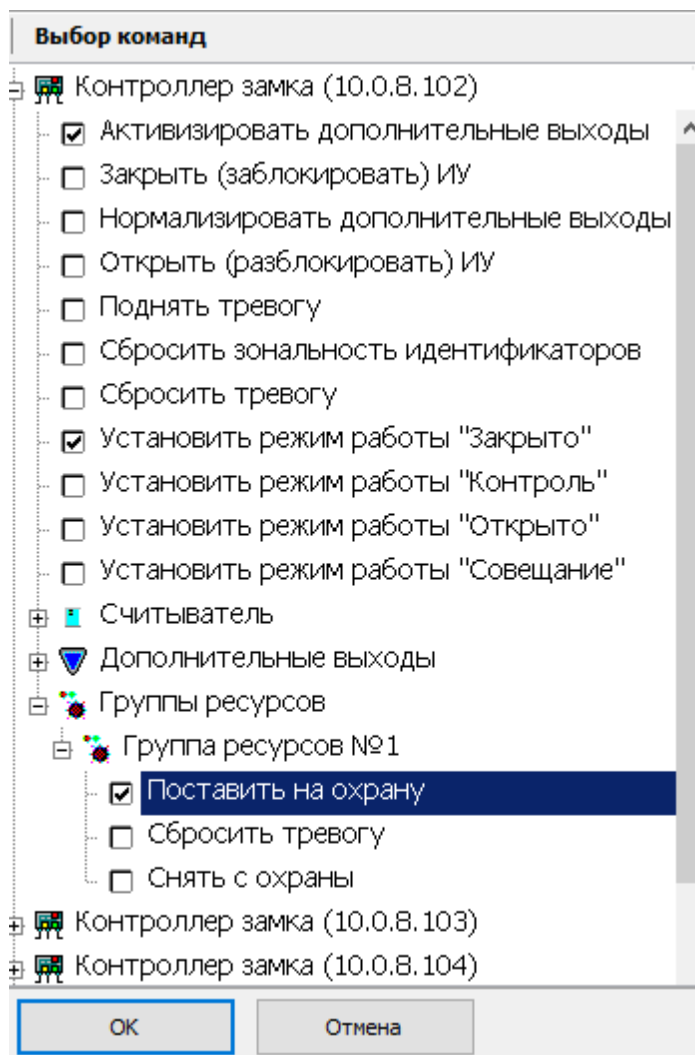 Выбор команд
Контроллер замка (10.0.8.102)
Активизировать дополнительные выходы
Закрыть (заблокировать) ИУ
Нормализировать дополнительные выходы
Открыть (разблокировать) ИУ
Поднять тревогу
Сбросить зональность идентификаторов
Сбросить тревогу
Установить режим работы "Закрыто"
Установить режим работы "Контроль"
Установить режим работы "Открыто"
Установить режим работы "Совещание"
Считыватель
Дополнительные выходы
Группы ресурсов
Группа ресурсов №1
Поставить на охрану
Сбросить тревогу
Снять с охраны
Контроллер замка (10.0.8.103)
Контроллер замка (10.0.8.104)
ОК Отмена